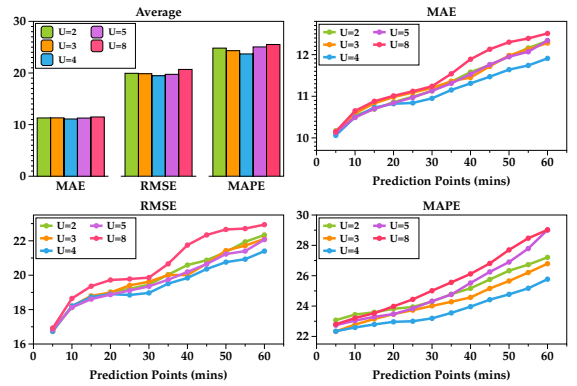 Average
U=2 U=5
U=3 U=8
U=4
30
20
10
0
MAE RMSE MAPE
MAE
U=2 U=5
U=3 U=8
U=4
12
11
10
0 10 20 30 40 50 60
Prediction Points (mins)
RMSE
U=2 U=5
U=3 U=8
U=4
22
20
18
16
0 10 20 30 40 50 60
Prediction Points (mins)
MAPE
U=2 U=5
U=3 U=8
U=4
30
28
26
24
22
0 10 20 30 40 50 60
Prediction Points (mins)